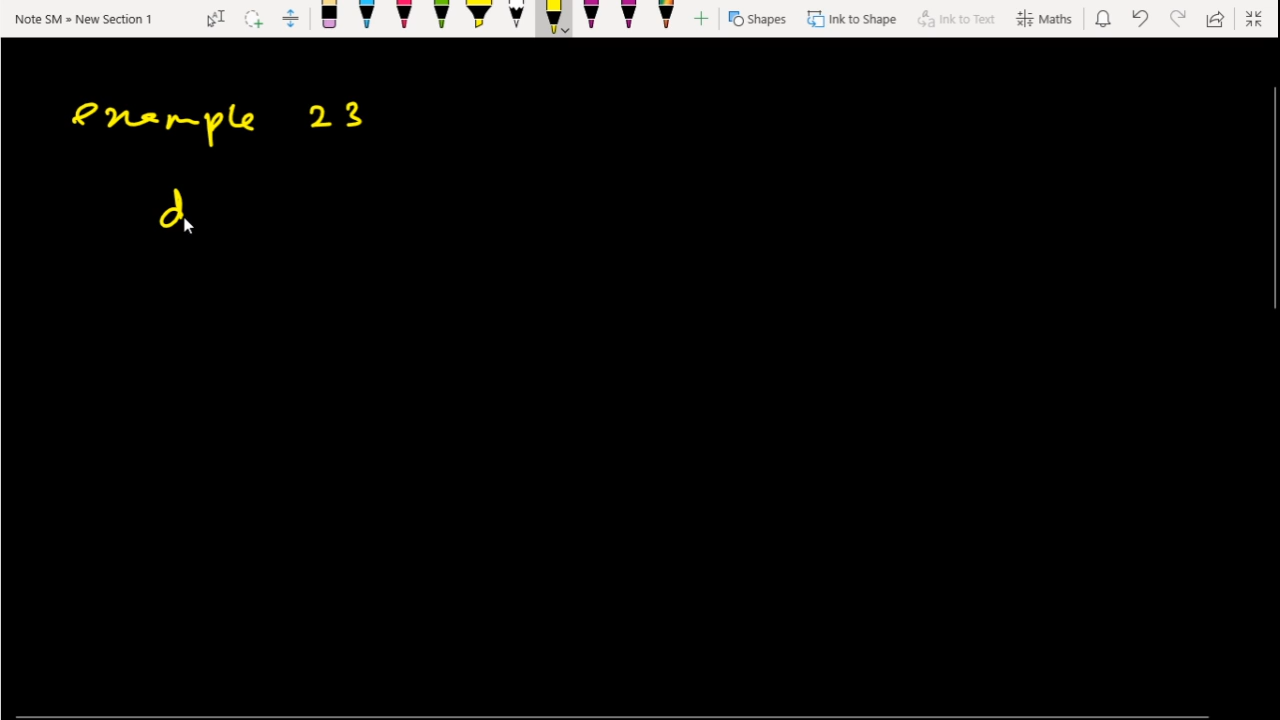 Note SM » New Section 1 Shapes Ink to Shape Ink to Text Maths
example 23
d